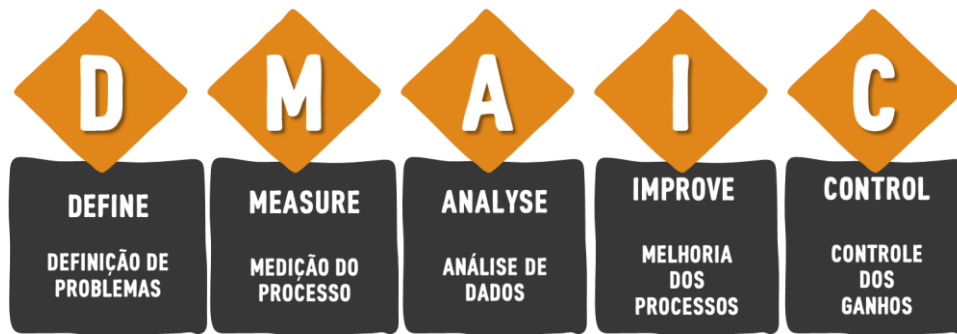 D M A I C
DEFINE
DEFINIÇÃO DE
PROBLEMAS
MEASURE
MEDIÇÃO DO
PROCESSO
ANALYSE
ANÁLISE DE
DADOS
IMPROVE
MELHORIA
DOS
PROCESSOS
CONTROL
CONTROLE
DOS
GANHOS